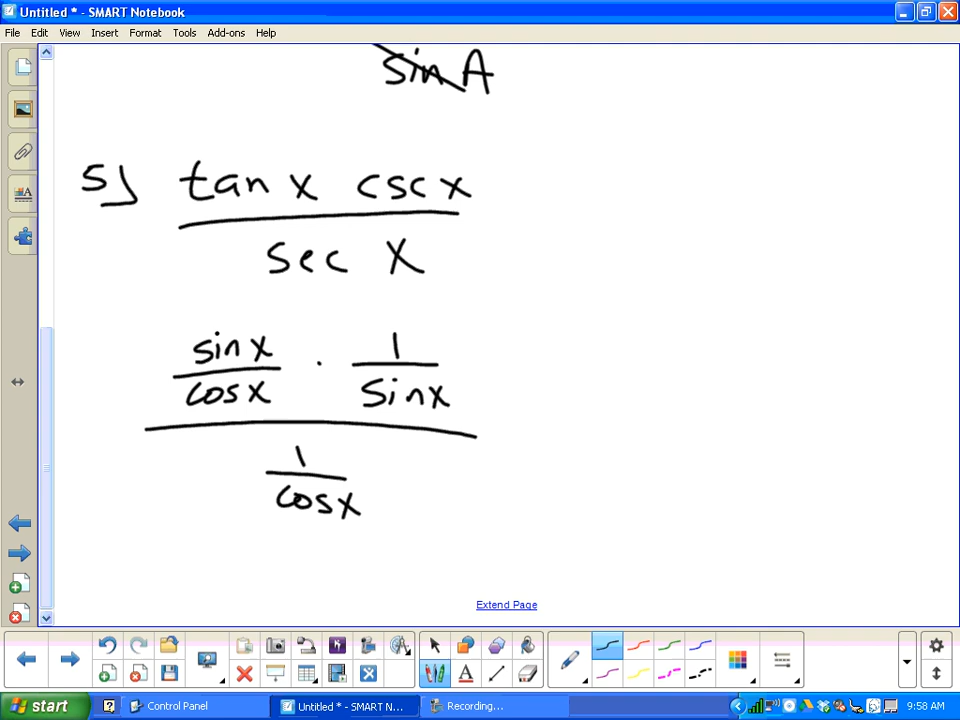 Untitled * - SMART Notebook
File Edit View Insert Format Tools Add-ons Help
sin A
5) tan x csc x
sec x
sin x 1
cos x · sin x
1
cos x
Extend Page
start Control Panel Untitled * - SMART N... Recording... 9:58 AM